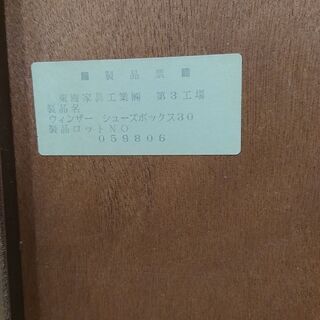 ■ 製品票 ■
東海家具工業㈱ 第3工場
製品名
ウィンザー シューズボックス30
製品ロットNO
055806